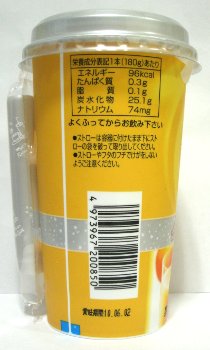 栄養成分表記1本(180g)あたり
エネルギー 96kcal
たんぱく質 0.3g
脂質 0.1g
炭水化物 25.1g
ナトリウム 74mg
よくふってからお飲み下さい
●ストローは容器に付けたまま下にストローの袋を破って取り出してください。
●ストローやフタのフチでけがをしないようご注意ください。
4 973967 200850
賞味期限10.06.02